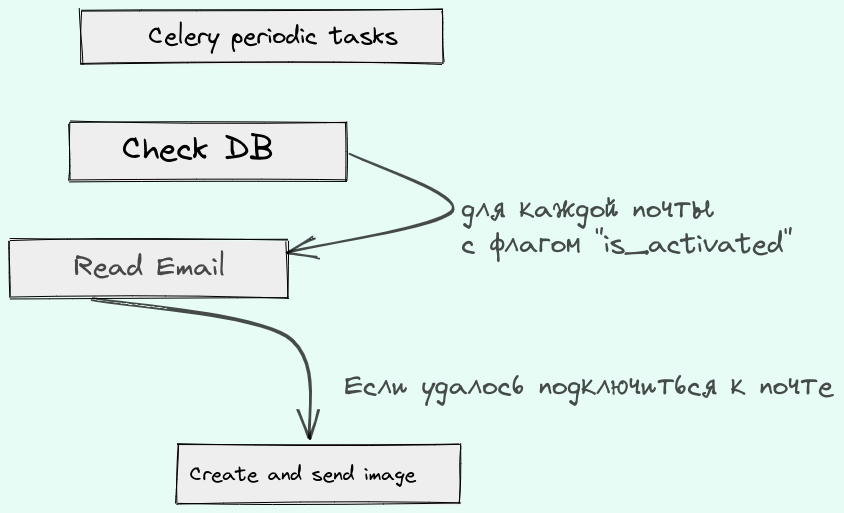 Celery periodic tasks
Check DB
для каждой почты
с флагом "is_activated"
Read Email
Если удалось подключиться к почте
Create and send image